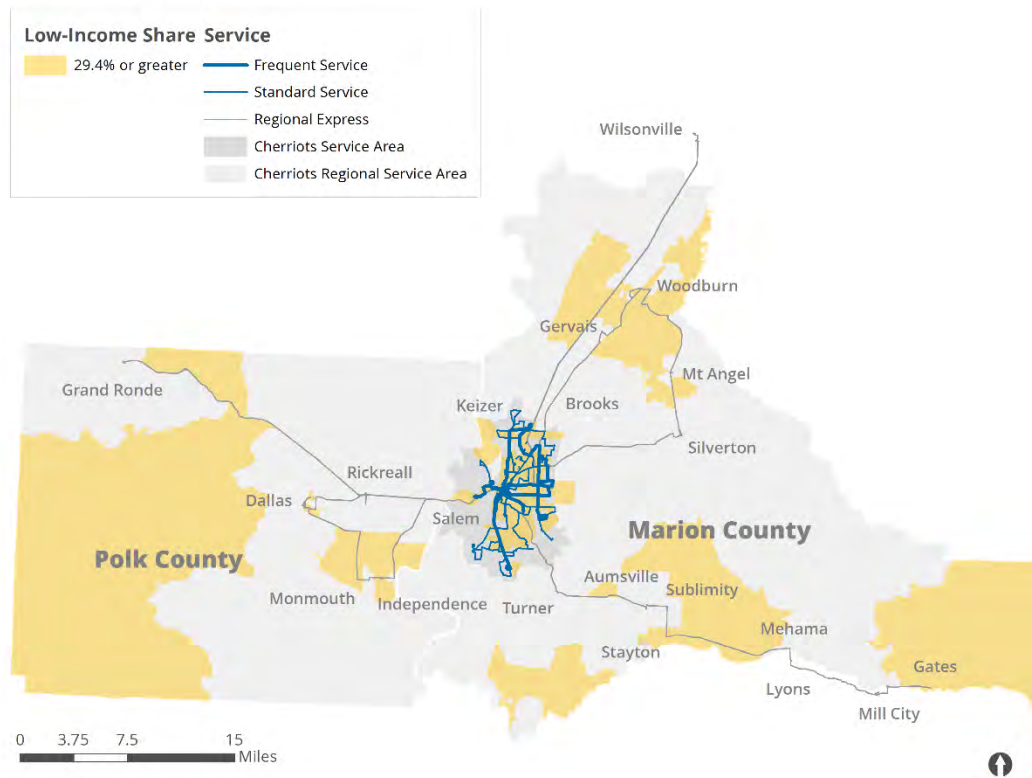 Low-Income Share Service
29.4% or greater
Frequent Service
Standard Service
Regional Express
Cherriots Service Area
Cherriots Regional Service Area
Wilsonville
Woodburn
Gervais
Mt Angel
Grand Ronde
Keizer
Brooks
Silverton
Rickreall
Dallas
Salem
Marion County
Polk County
Aumsville
Sublimity
Monmouth
Independence
Turner
Mehama
Stayton
Gates
Lyons
Mill City
0 3.75 7.5 15
Miles